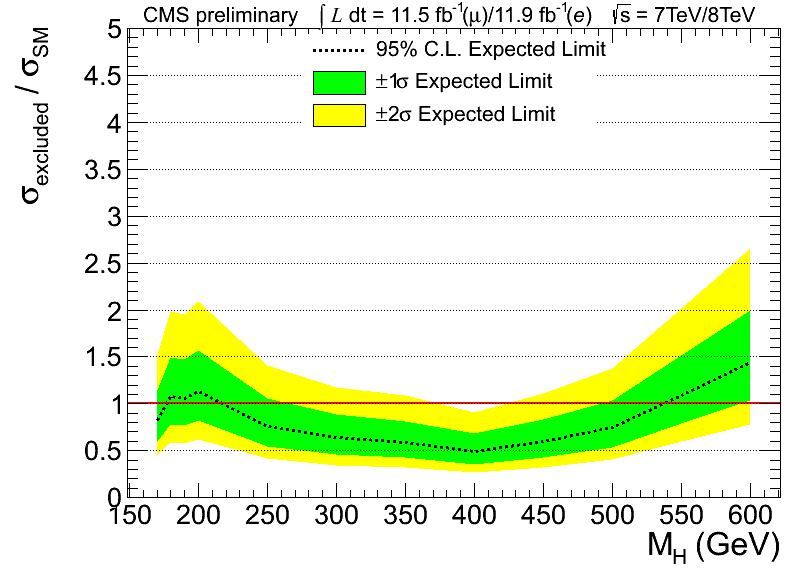 CMS preliminary ∫ L dt = 11.5 fb⁻¹(μ)/11.9 fb⁻¹(e) √s = 7TeV/8TeV
95% C.L. Expected Limit
±1σ Expected Limit
±2σ Expected Limit
σexcluded / σSM
5
4.5
4
3.5
3
2.5
2
1.5
1
0.5
0
150 200 250 300 350 400 450 500 550 600
M_H (GeV)